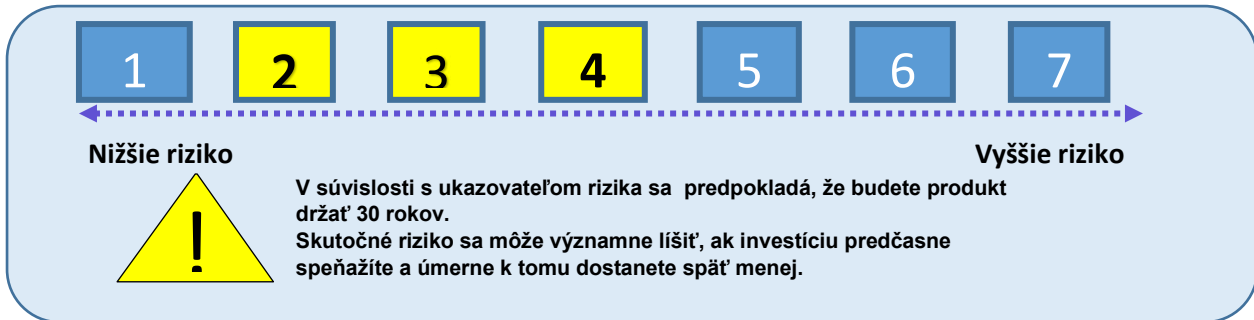 1 2 3 4 5 6 7
Nižšie riziko Vyššie riziko
! V súvislosti s ukazovateľom rizika sa predpokladá, že budete produkt
držať 30 rokov.
Skutočné riziko sa môže významne líšiť, ak investíciu predčasne
speňažíte a úmerne k tomu dostanete späť menej.